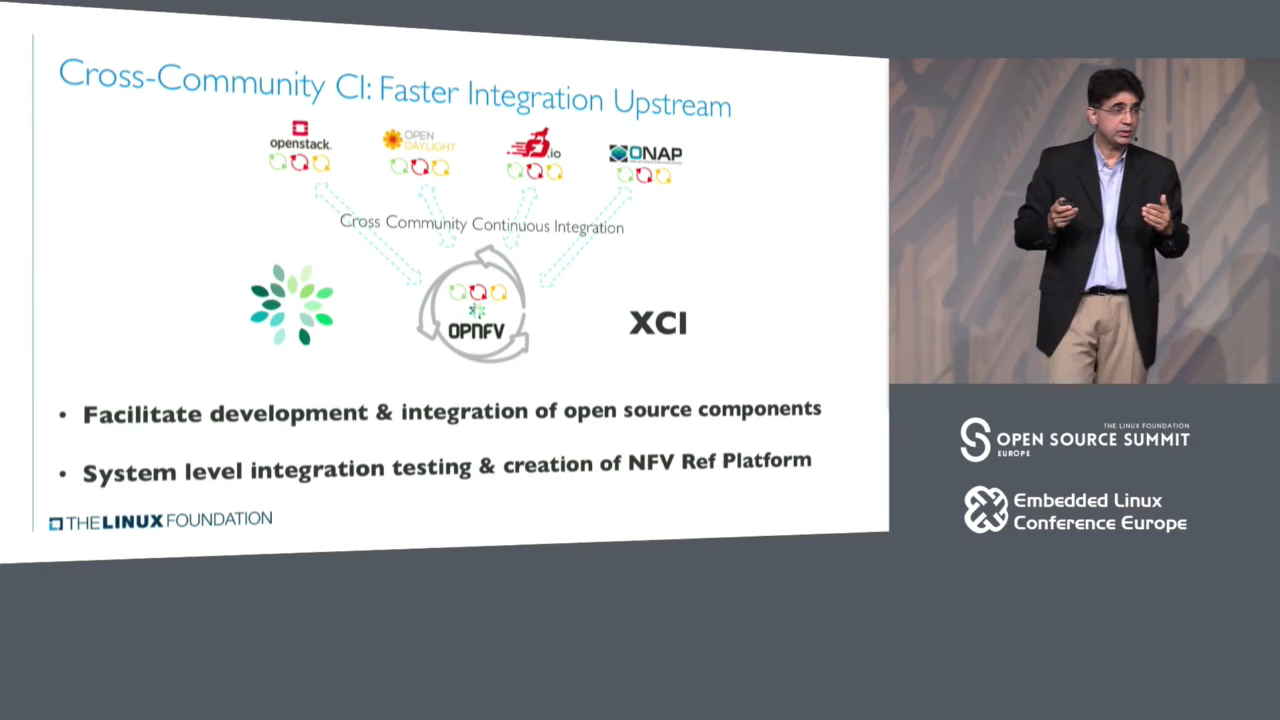 Cross-Community CI: Faster Integration Upstream
openstack.
OPEN
DAYLIGHT
.io
ONAP
Cross Community Continuous Integration
OPNFV
XCI
• Facilitate development & integration of open source components
• System level integration testing & creation of NFV Ref Platform
THE LINUX FOUNDATION
THE LINUX FOUNDATION
OPEN SOURCE SUMMIT
EUROPE
Embedded Linux
Conference Europe